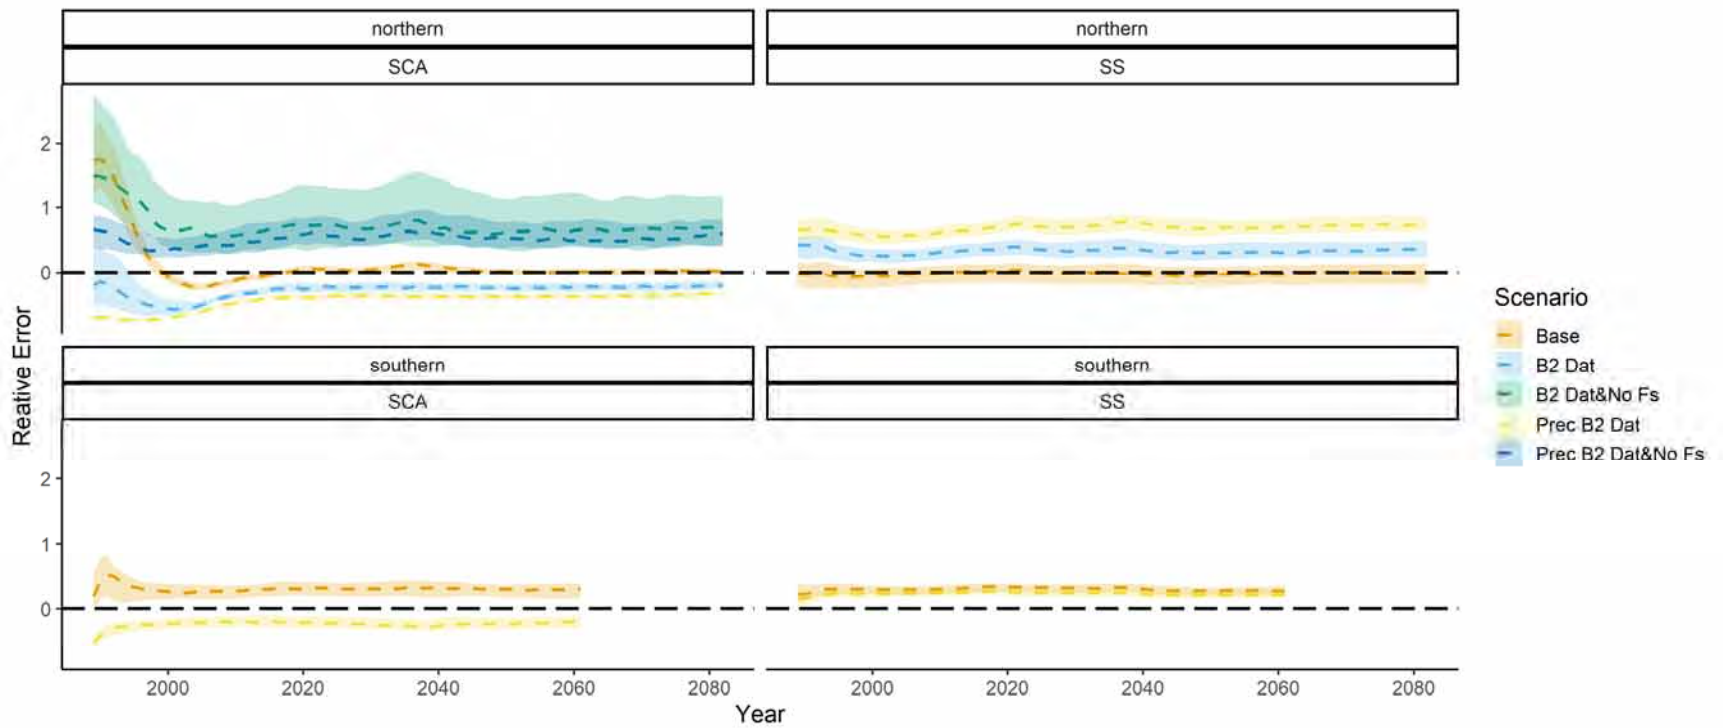 northern
northern
SCA
SS
2
1
0
southern
southern
SCA
SS
2
1
0
Reative Error
2000
2020
2040
2060
2080
2000
2020
2040
2060
2080
Year
Scenario
Base
B2 Dat
B2 Dat&No Fs
Prec B2 Dat
Prec B2 Dat&No Fs